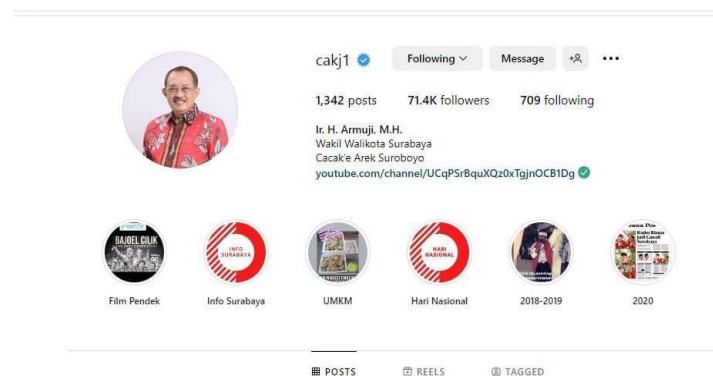 cakj1
Following
Message
1,342 posts
71.4K followers
709 following
Ir. H. Armuji, M.H.
Wakil Walikota Surabaya
Cacak'e Arek Suroboyo
youtube.com/channel/UCqPSrBquXQz0xTgjnOCB1Dg
BAJOEL CILIK
INFO
SURABAYA
HARI
NASIONAL
Jawa Pos
Film Pendek
Info Surabaya
UMKM
Hari Nasional
2018-2019
2020
POSTS
REELS
TAGGED